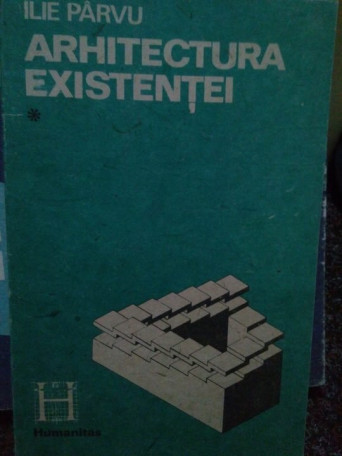 ILIE PÂRVU
ARHITECTURA
EXISTENȚEI
*
H
Humanitas